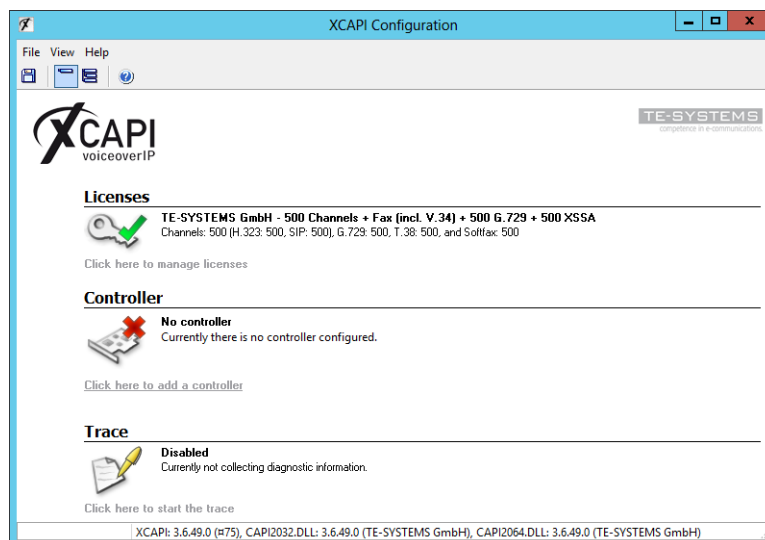 XCAPI Configuration
File View Help
XCAPI
voiceoverIP
TE-SYSTEMS
competence in e-communications.
Licenses
TE-SYSTEMS GmbH - 500 Channels + Fax (incl. V.34) + 500 G.729 + 500 XSSA
Channels: 500 (H.323: 500, SIP: 500), G.729: 500, T.38: 500, and Softfax: 500
Click here to manage licenses
Controller
No controller
Currently there is no controller configured.
Click here to add a controller
Trace
Disabled
Currently not collecting diagnostic information.
Click here to start the trace
XCAPI: 3.6.49.0 (¤75), CAPI2032.DLL: 3.6.49.0 (TE-SYSTEMS GmbH), CAPI2064.DLL: 3.6.49.0 (TE-SYSTEMS GmbH)